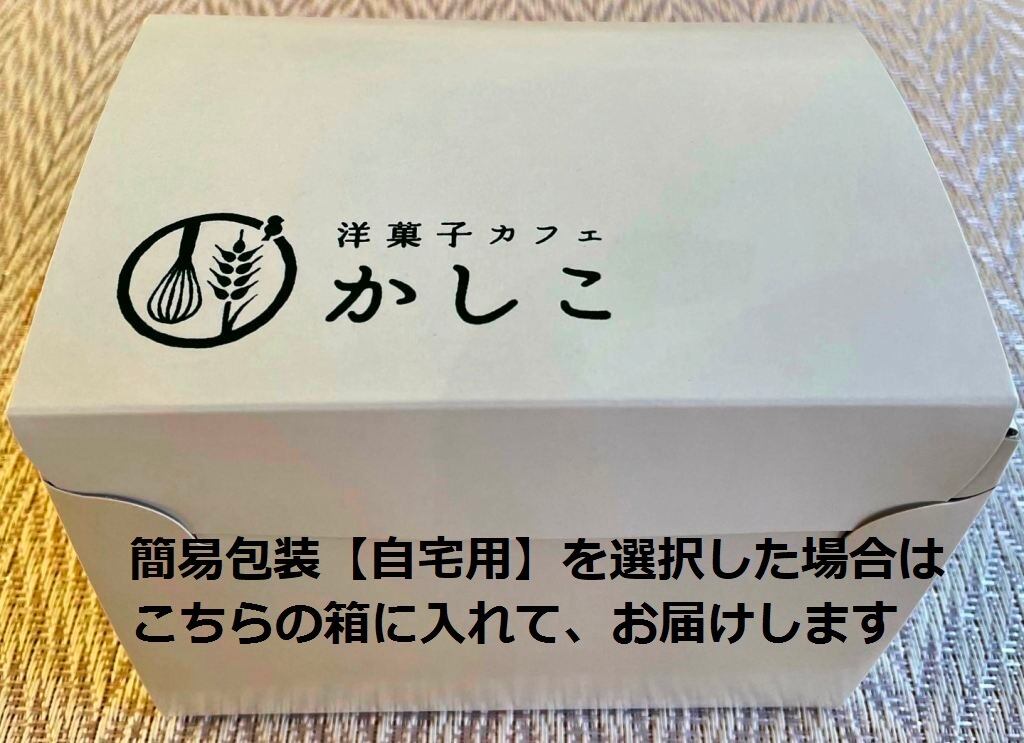 洋菓子カフェ
かしこ
簡易包装【自宅用】を選択した場合は
こちらの箱に入れて、お届けします